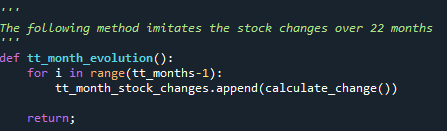 '''
The following method imitates the stock changes over 22 months
'''
def tt_month_evolution():
    for i in range(tt_months-1):
        tt_month_stock_changes.append(calculate_change())
    return;